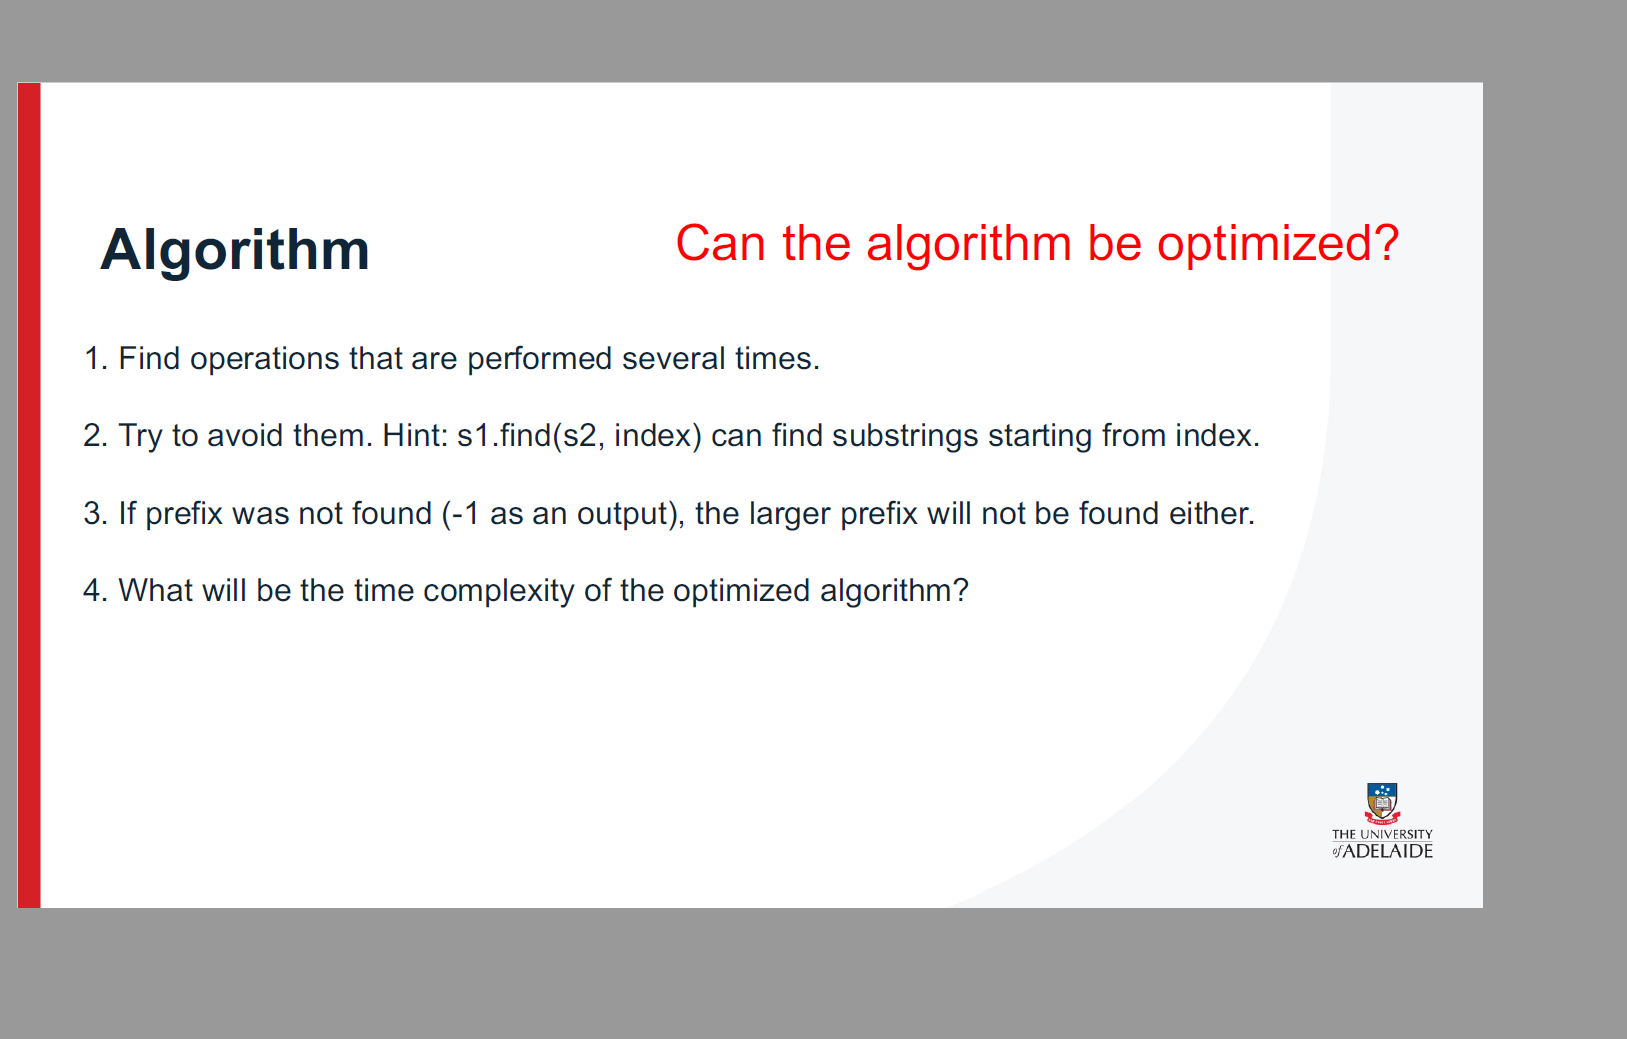 Algorithm
Can the algorithm be optimized?
1. Find operations that are performed several times.
2. Try to avoid them. Hint: s1.find(s2, index) can find substrings starting from index.
3. If prefix was not found (-1 as an output), the larger prefix will not be found either.
4. What will be the time complexity of the optimized algorithm?
THE UNIVERSITY
of ADELAIDE